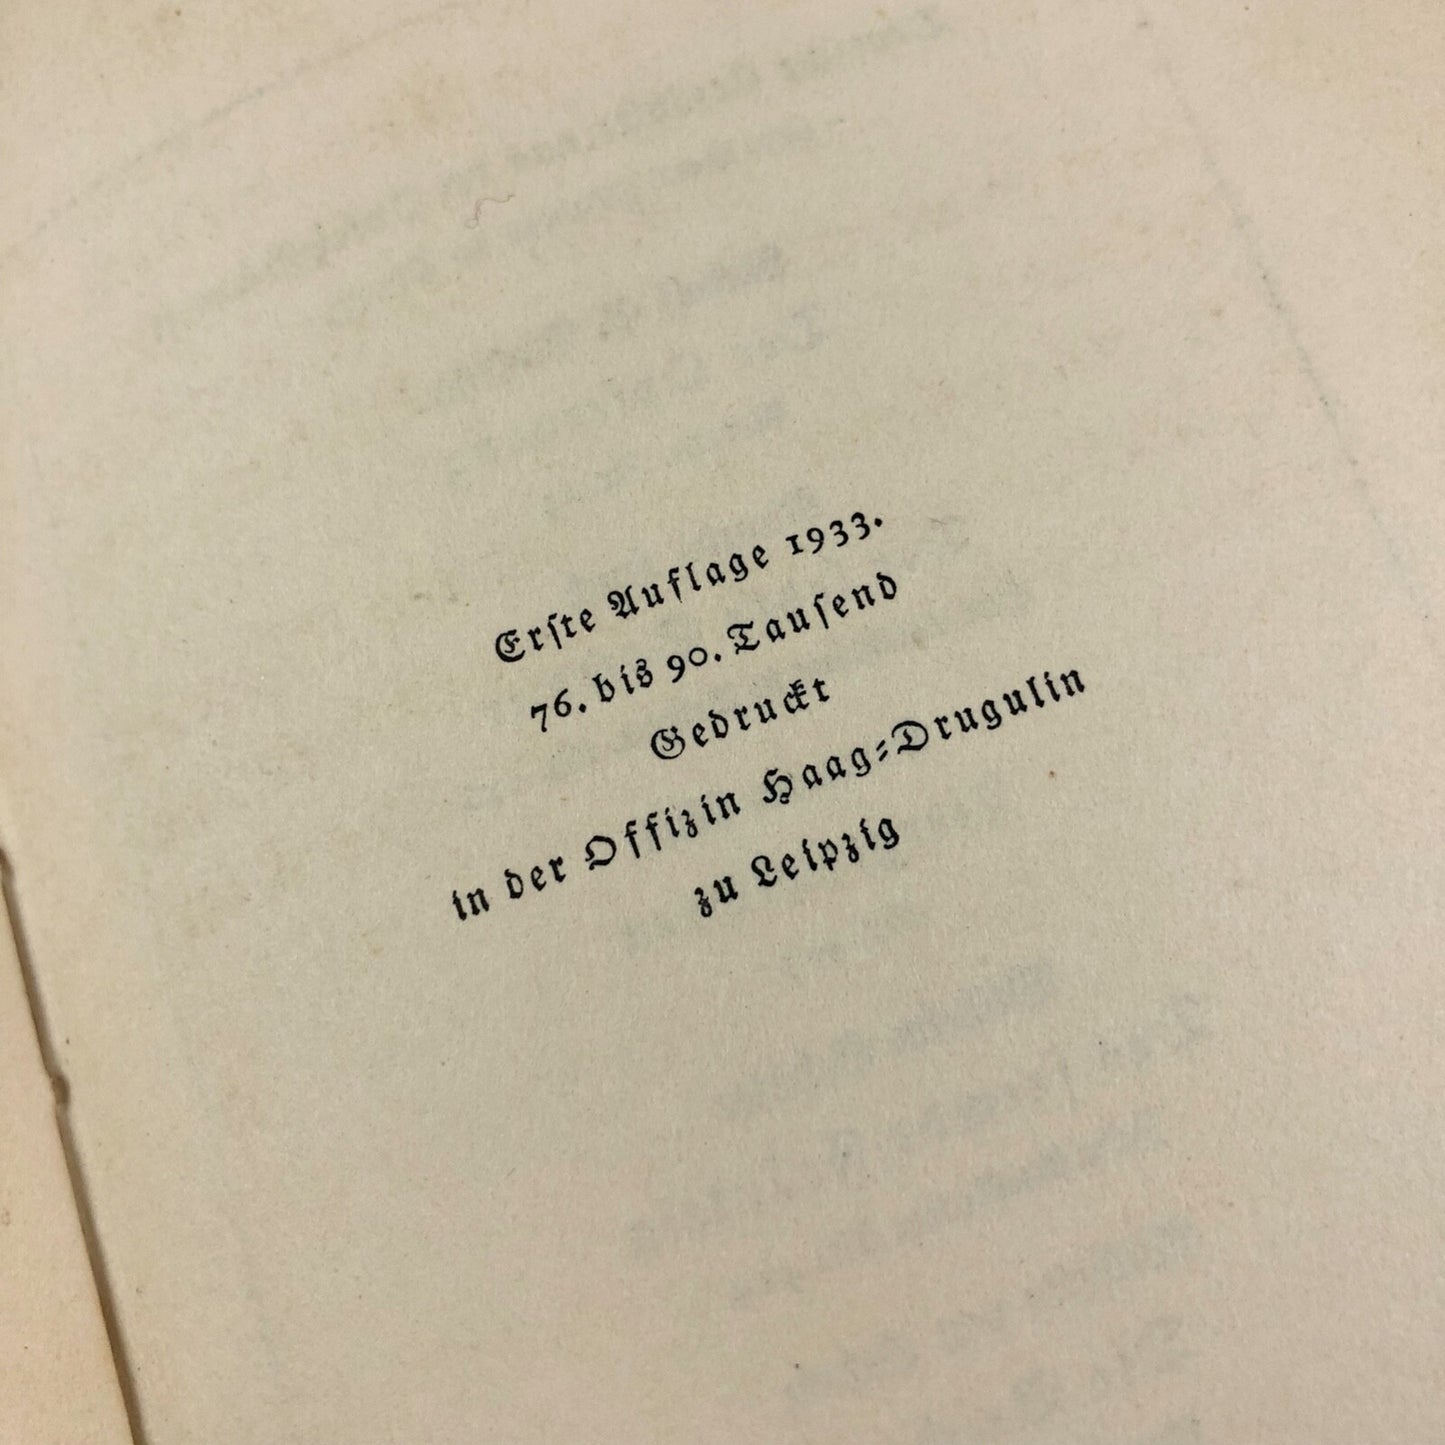 Erſte Auflage 1933.
76. bis 90. Tauſend
Gedruckt
in der Offizin Haag-Drugulin
zu Leipzig